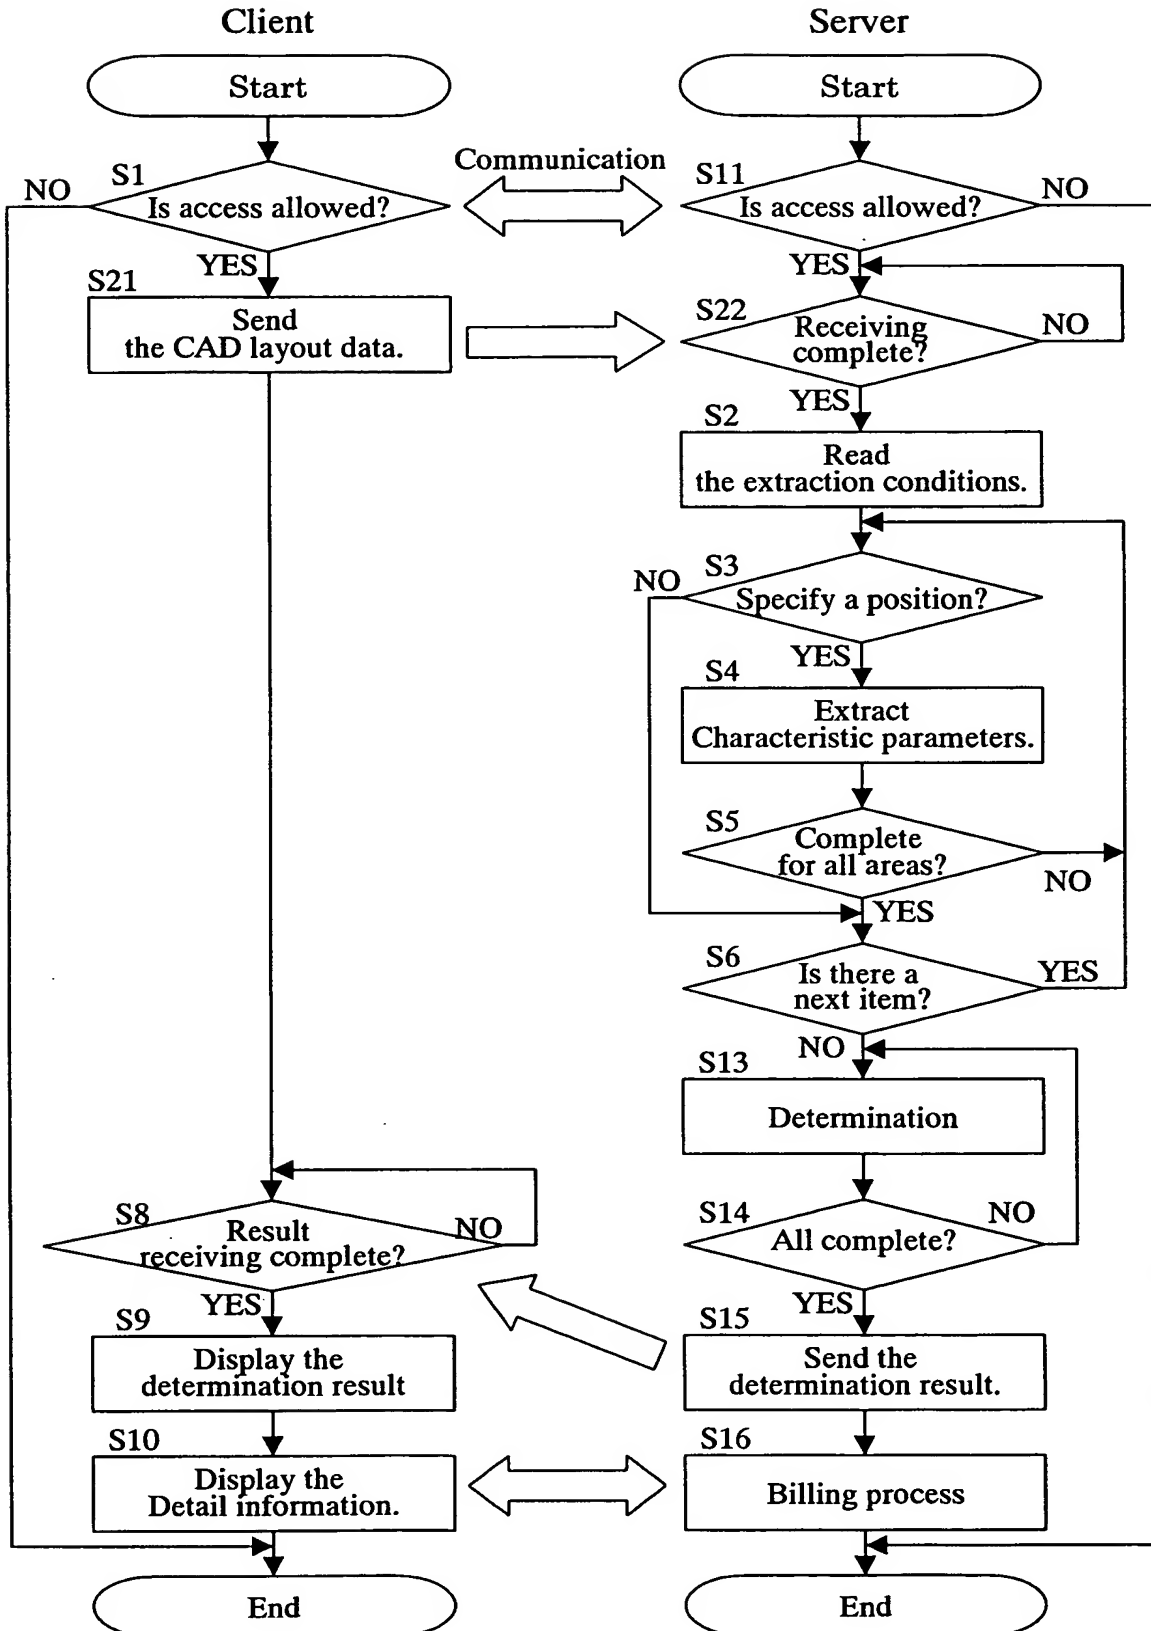 Client
Server
Start
Start
S1
NO
Is access allowed?
YES
Communication
S11
Is access allowed?
NO
YES
S21
Send
the CAD layout data.
S22
Receiving
complete?
NO
YES
S2
Read
the extraction conditions.
S3
NO
Specify a position?
YES
S4
Extract
Characteristic parameters.
S5
Complete
for all areas?
NO
YES
S6
Is there a
next item?
YES
NO
S13
Determination
S8
Result
receiving complete?
NO
YES
S14
All complete?
NO
YES
S9
Display the
determination result
S15
Send the
determination result.
S10
Display the
Detail information.
S16
Billing process
End
End